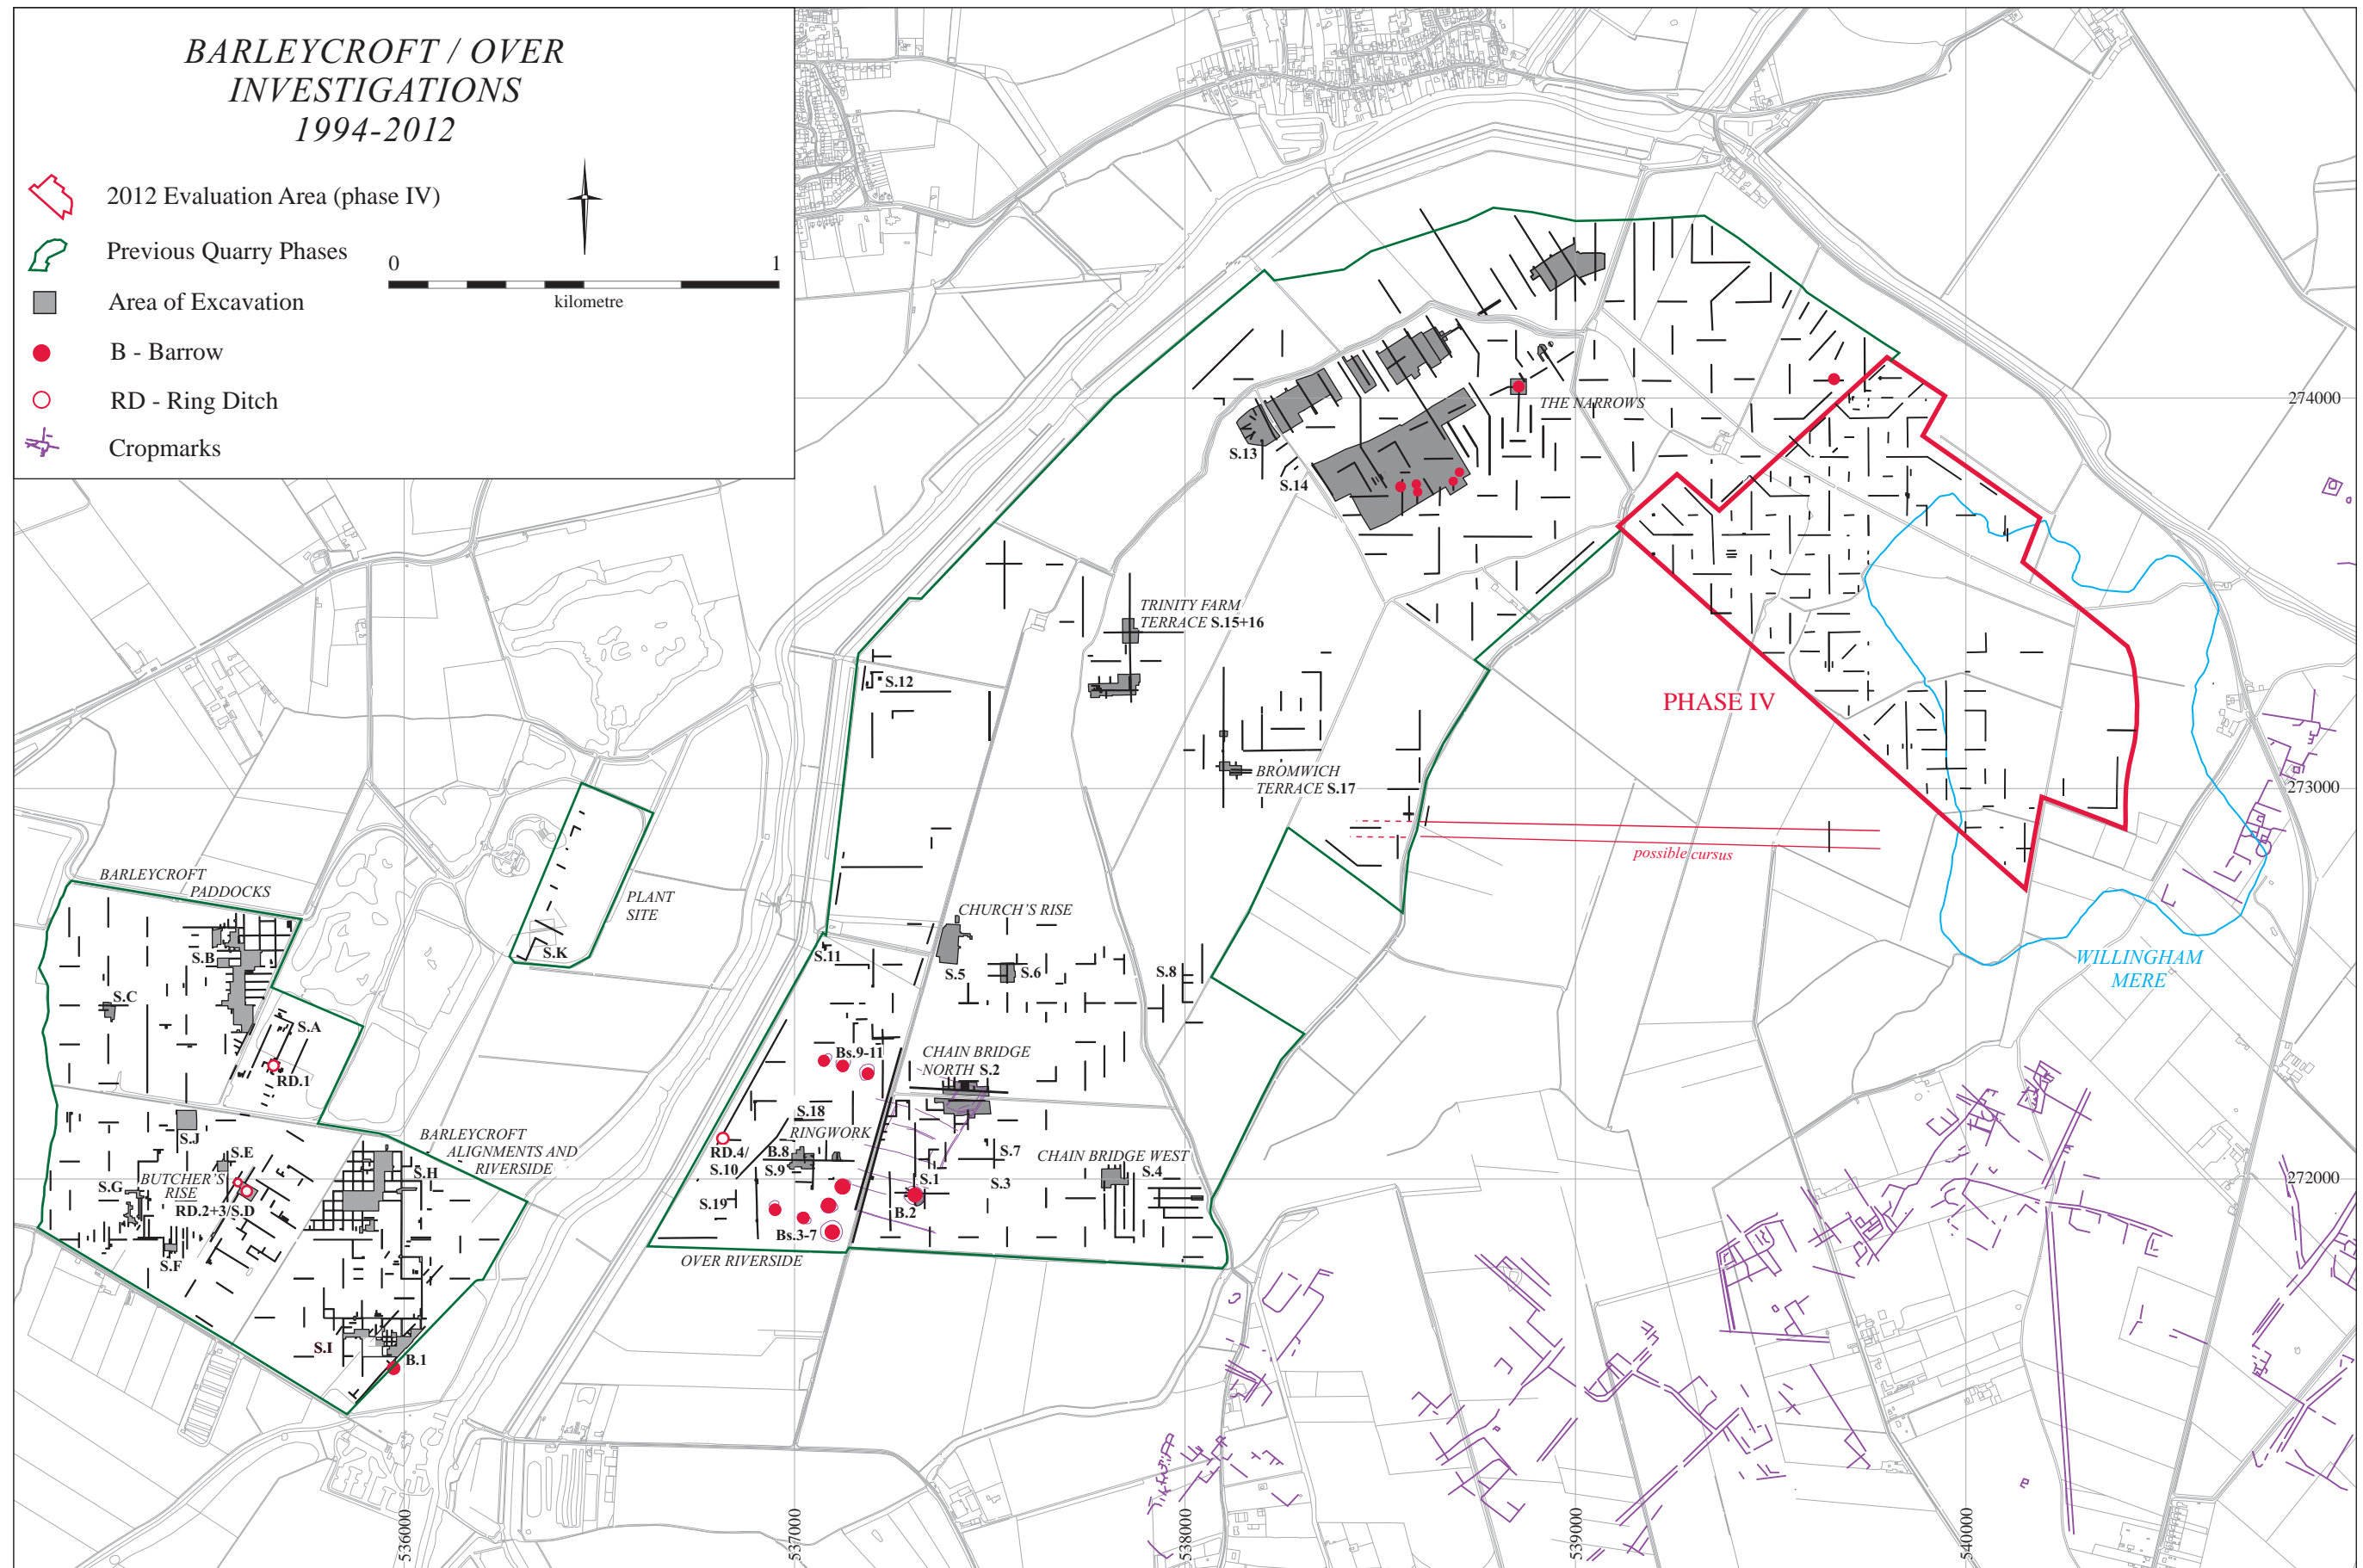 BARLEYCROFT / OVER
INVESTIGATIONS
1994-2012
2012 Evaluation Area (phase IV)
Previous Quarry Phases
0
1
kilometre
Area of Excavation
B - Barrow
RD - Ring Ditch
Cropmarks
THE NARROWS
274000
S.13
S.14
TRINITY FARM
TERRACE S.15+16
S.12
PHASE IV
BROMWICH
TERRACE S.17
273000
possible cursus
BARLEYCROFT
PADDOCKS
PLANT
SITE
CHURCH'S RISE
S.B
S.K
S.11
S.5
S.6
S.8
WILLINGHAM
MERE
S.C
S.A
RD.1
Bs.9-11
CHAIN BRIDGE
NORTH S.2
S.J
S.18
RINGWORK
BARLEYCROFT
ALIGNMENTS AND
RIVERSIDE
RD.4/
S.10
B.8
S.9
S.7
CHAIN BRIDGE WEST
S.E
S.H
S.4
BUTCHER'S
RISE
RD.2+3/S.D
S.G
S.1
S.3
272000
S.19
B.2
Bs.3-7
S.F
OVER RIVERSIDE
S.I
B.1
536000
537000
538000
539000
540000